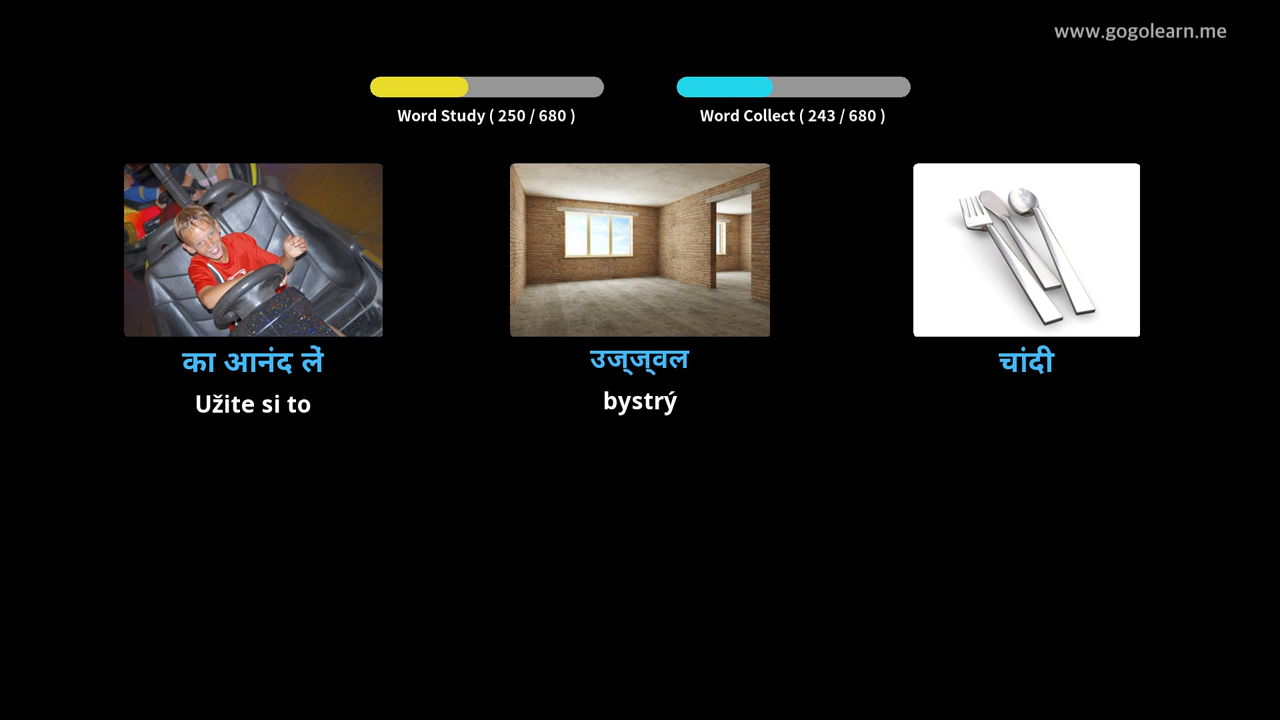 www.gogolearn.me
Word Study ( 250 / 680 )
Word Collect ( 243 / 680 )
का आनंद लें
उज्ज्वल
चांदी
Užite si to
bystrý